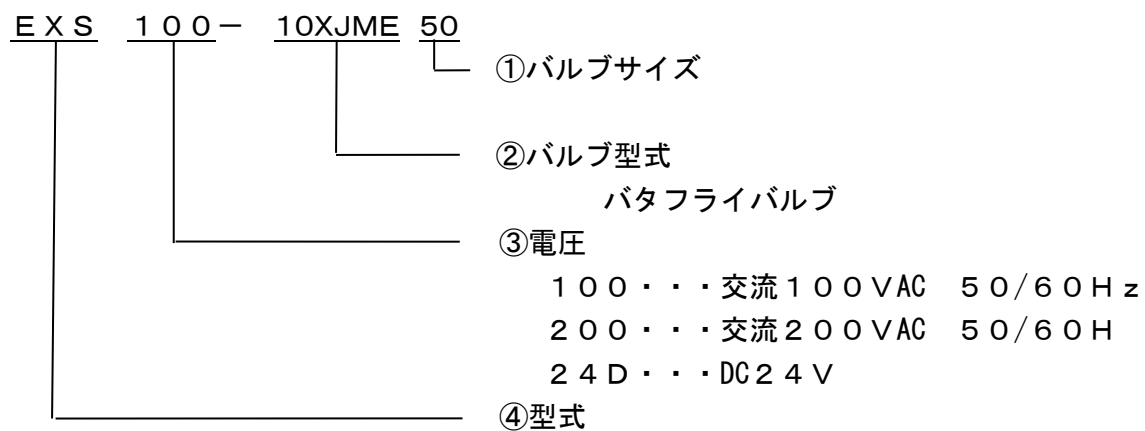 ＥＸＳ　１００－　10XJME 50
①バルブサイズ
②バルブ型式
バタフライバルブ
③電圧
１００・・・交流１００ＶAC　５０/６０Ｈｚ
２００・・・交流２００ＶAC　５０/６０Ｈ
２４Ｄ・・・DC２４Ｖ
④型式